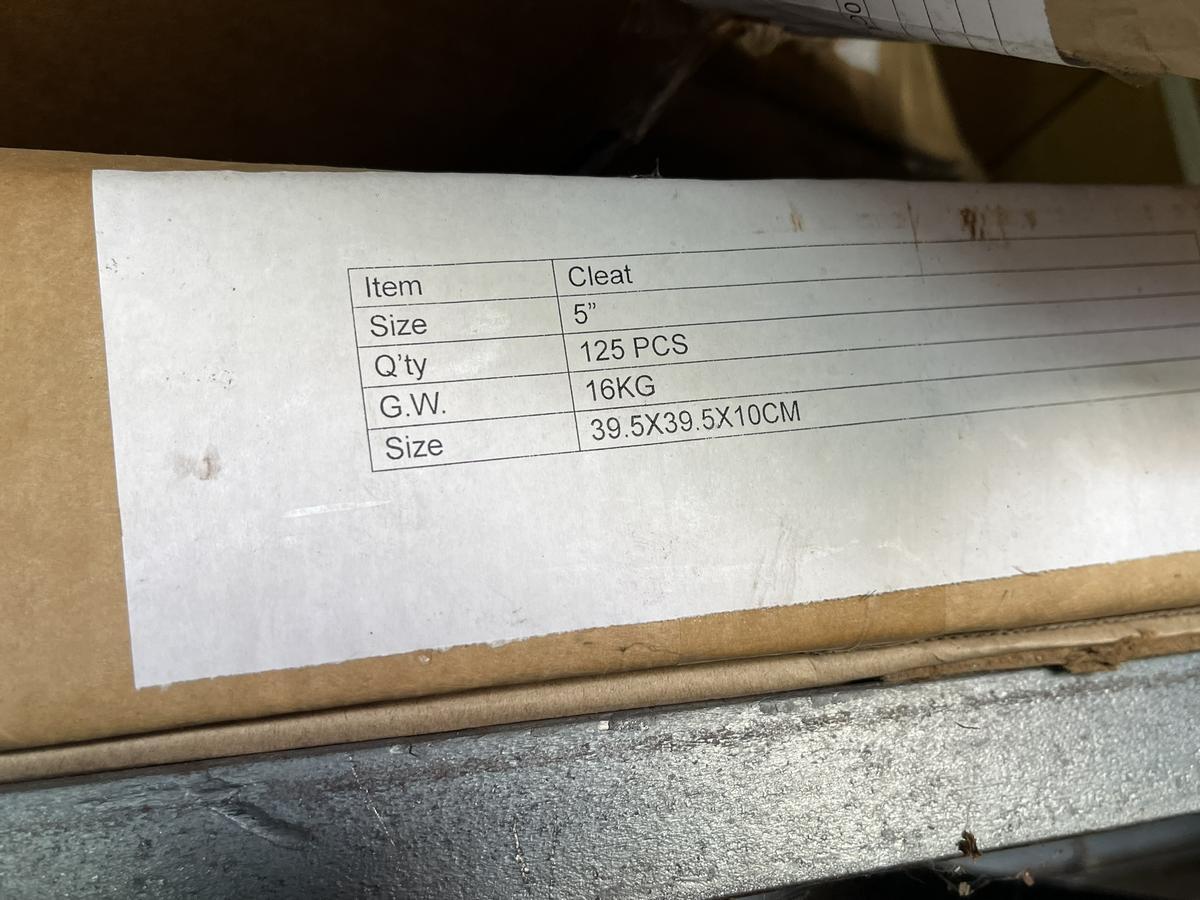 Item Cleat
Size 5”
Q’ty 125 PCS
G.W. 16KG
Size 39.5X39.5X10CM